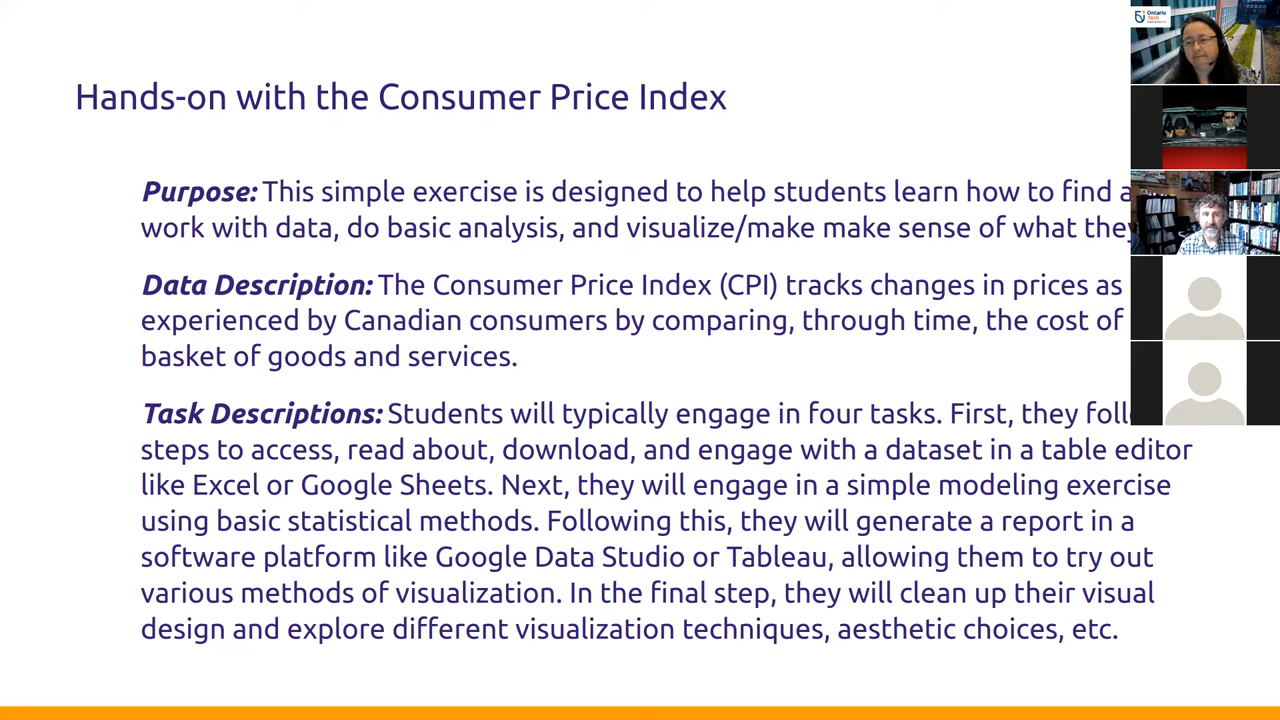 Hands-on with the Consumer Price Index
Purpose: This simple exercise is designed to help students learn how to find
work with data, do basic analysis, and visualize/make make sense of what they
Data Description: The Consumer Price Index (CPI) tracks changes in prices as
experienced by Canadian consumers by comparing, through time, the cost of
basket of goods and services.
Task Descriptions: Students will typically engage in four tasks. First, they
steps to access, read about, download, and engage with a dataset in a table editor
like Excel or Google Sheets. Next, they will engage in a simple modeling exercise
using basic statistical methods. Following this, they will generate a report in a
software platform like Google Data Studio or Tableau, allowing them to try out
various methods of visualization. In the final step, they will clean up their visual
design and explore different visualization techniques, aesthetic choices, etc.
Ontario
Tech